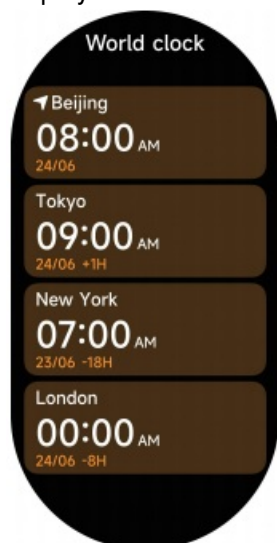 World clock
Beijing
08:00 AM
24/06
Tokyo
09:00 AM
24/06 +1H
New York
07:00 AM
23/06 -18H
London
00:00 AM
24/06 -8H